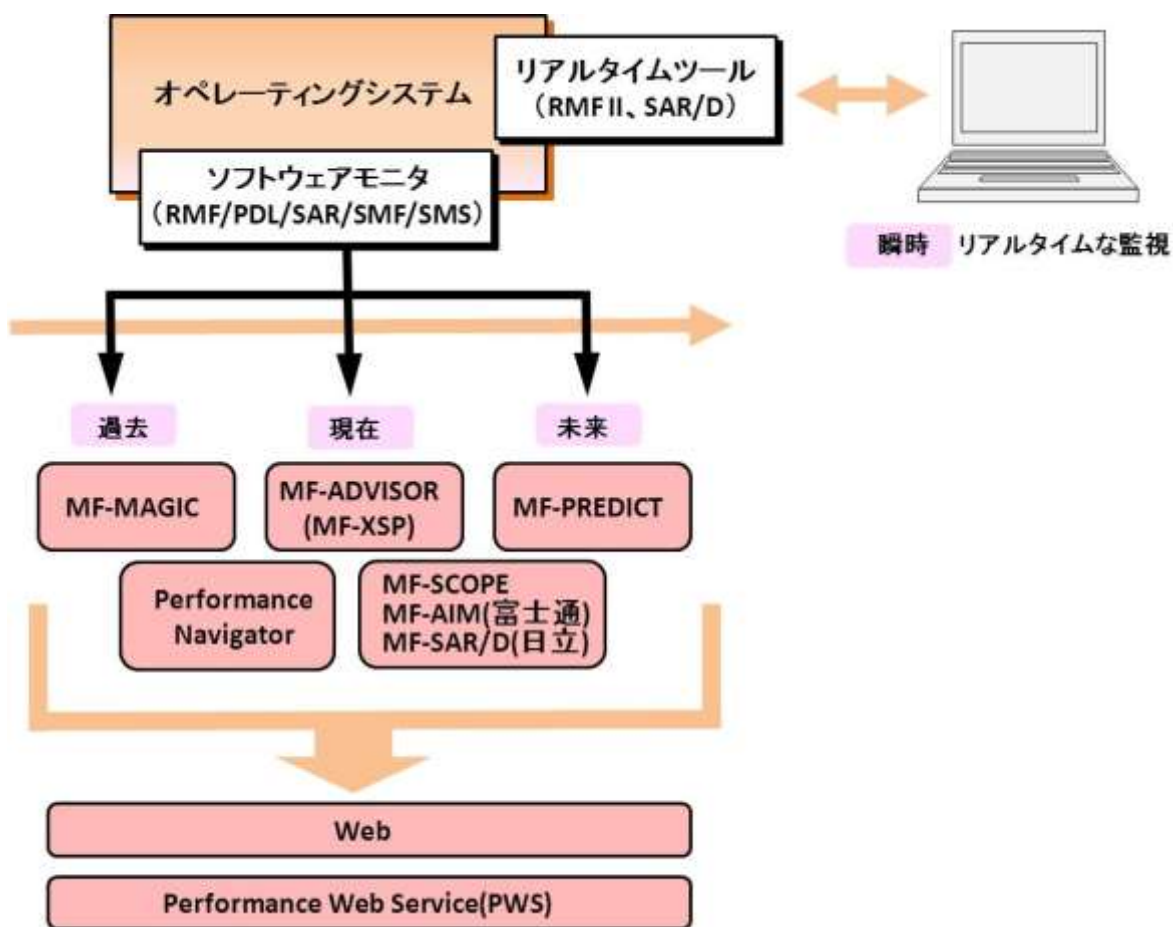 オペレーティングシステム
リアルタイムツール
（RMFⅡ、SAR/D）
ソフトウェアモニタ
（RMF/PDL/SAR/SMF/SMS）
瞬時 リアルタイムな監視
過去
現在
未来
MF-MAGIC
MF-ADVISOR
(MF-XSP)
MF-PREDICT
Performance
Navigator
MF-SCOPE
MF-AIM(富士通)
MF-SAR/D(日立)
Web
Performance Web Service(PWS)